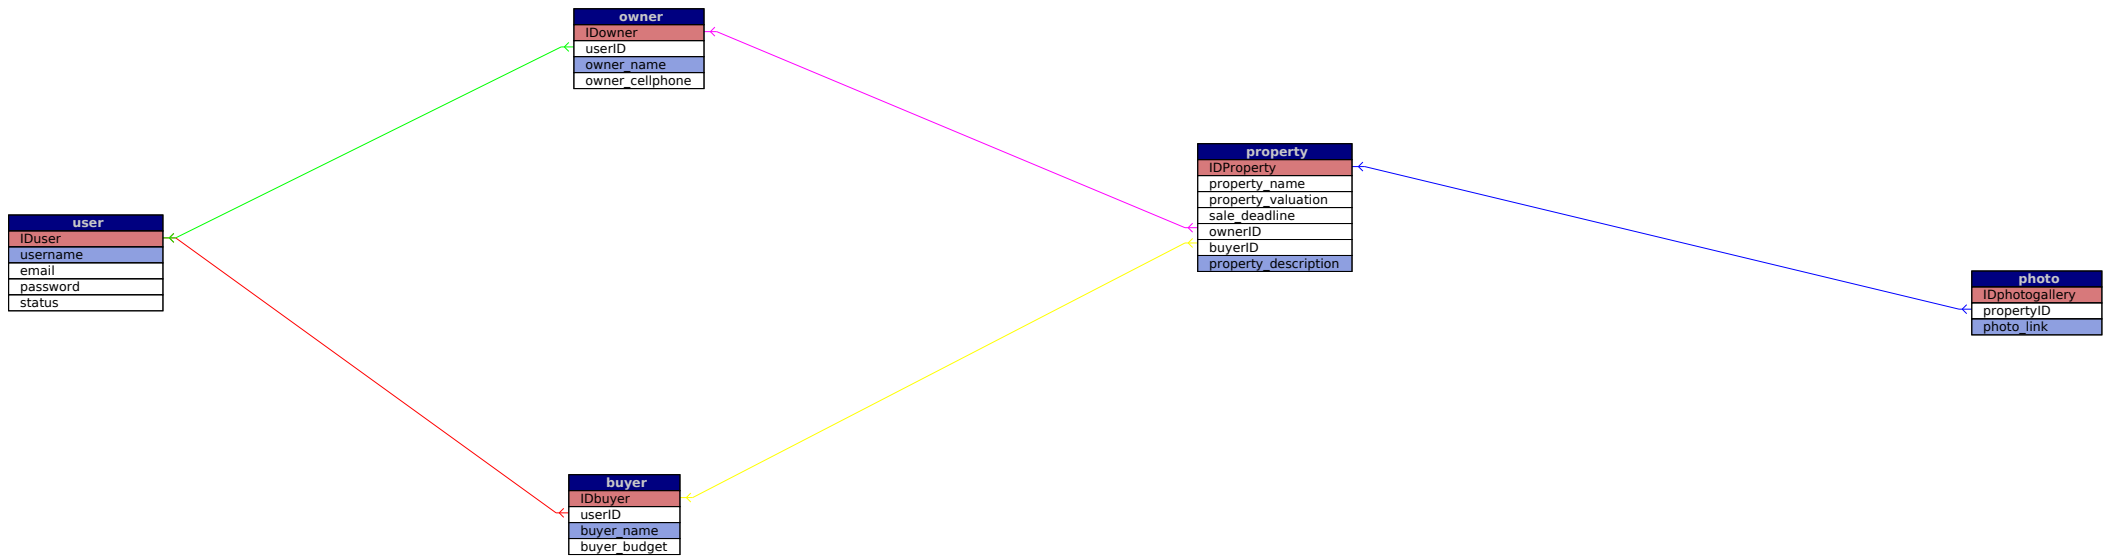 owner
IDowner
userID
owner_name
owner_cellphone
property
IDProperty
property_name
property_valuation
sale_deadline
ownerID
buyerID
property_description
user
IDuser
username
email
password
status
photo
IDphotogallery
propertyID
photo_link
buyer
IDbuyer
userID
buyer_name
buyer_budget